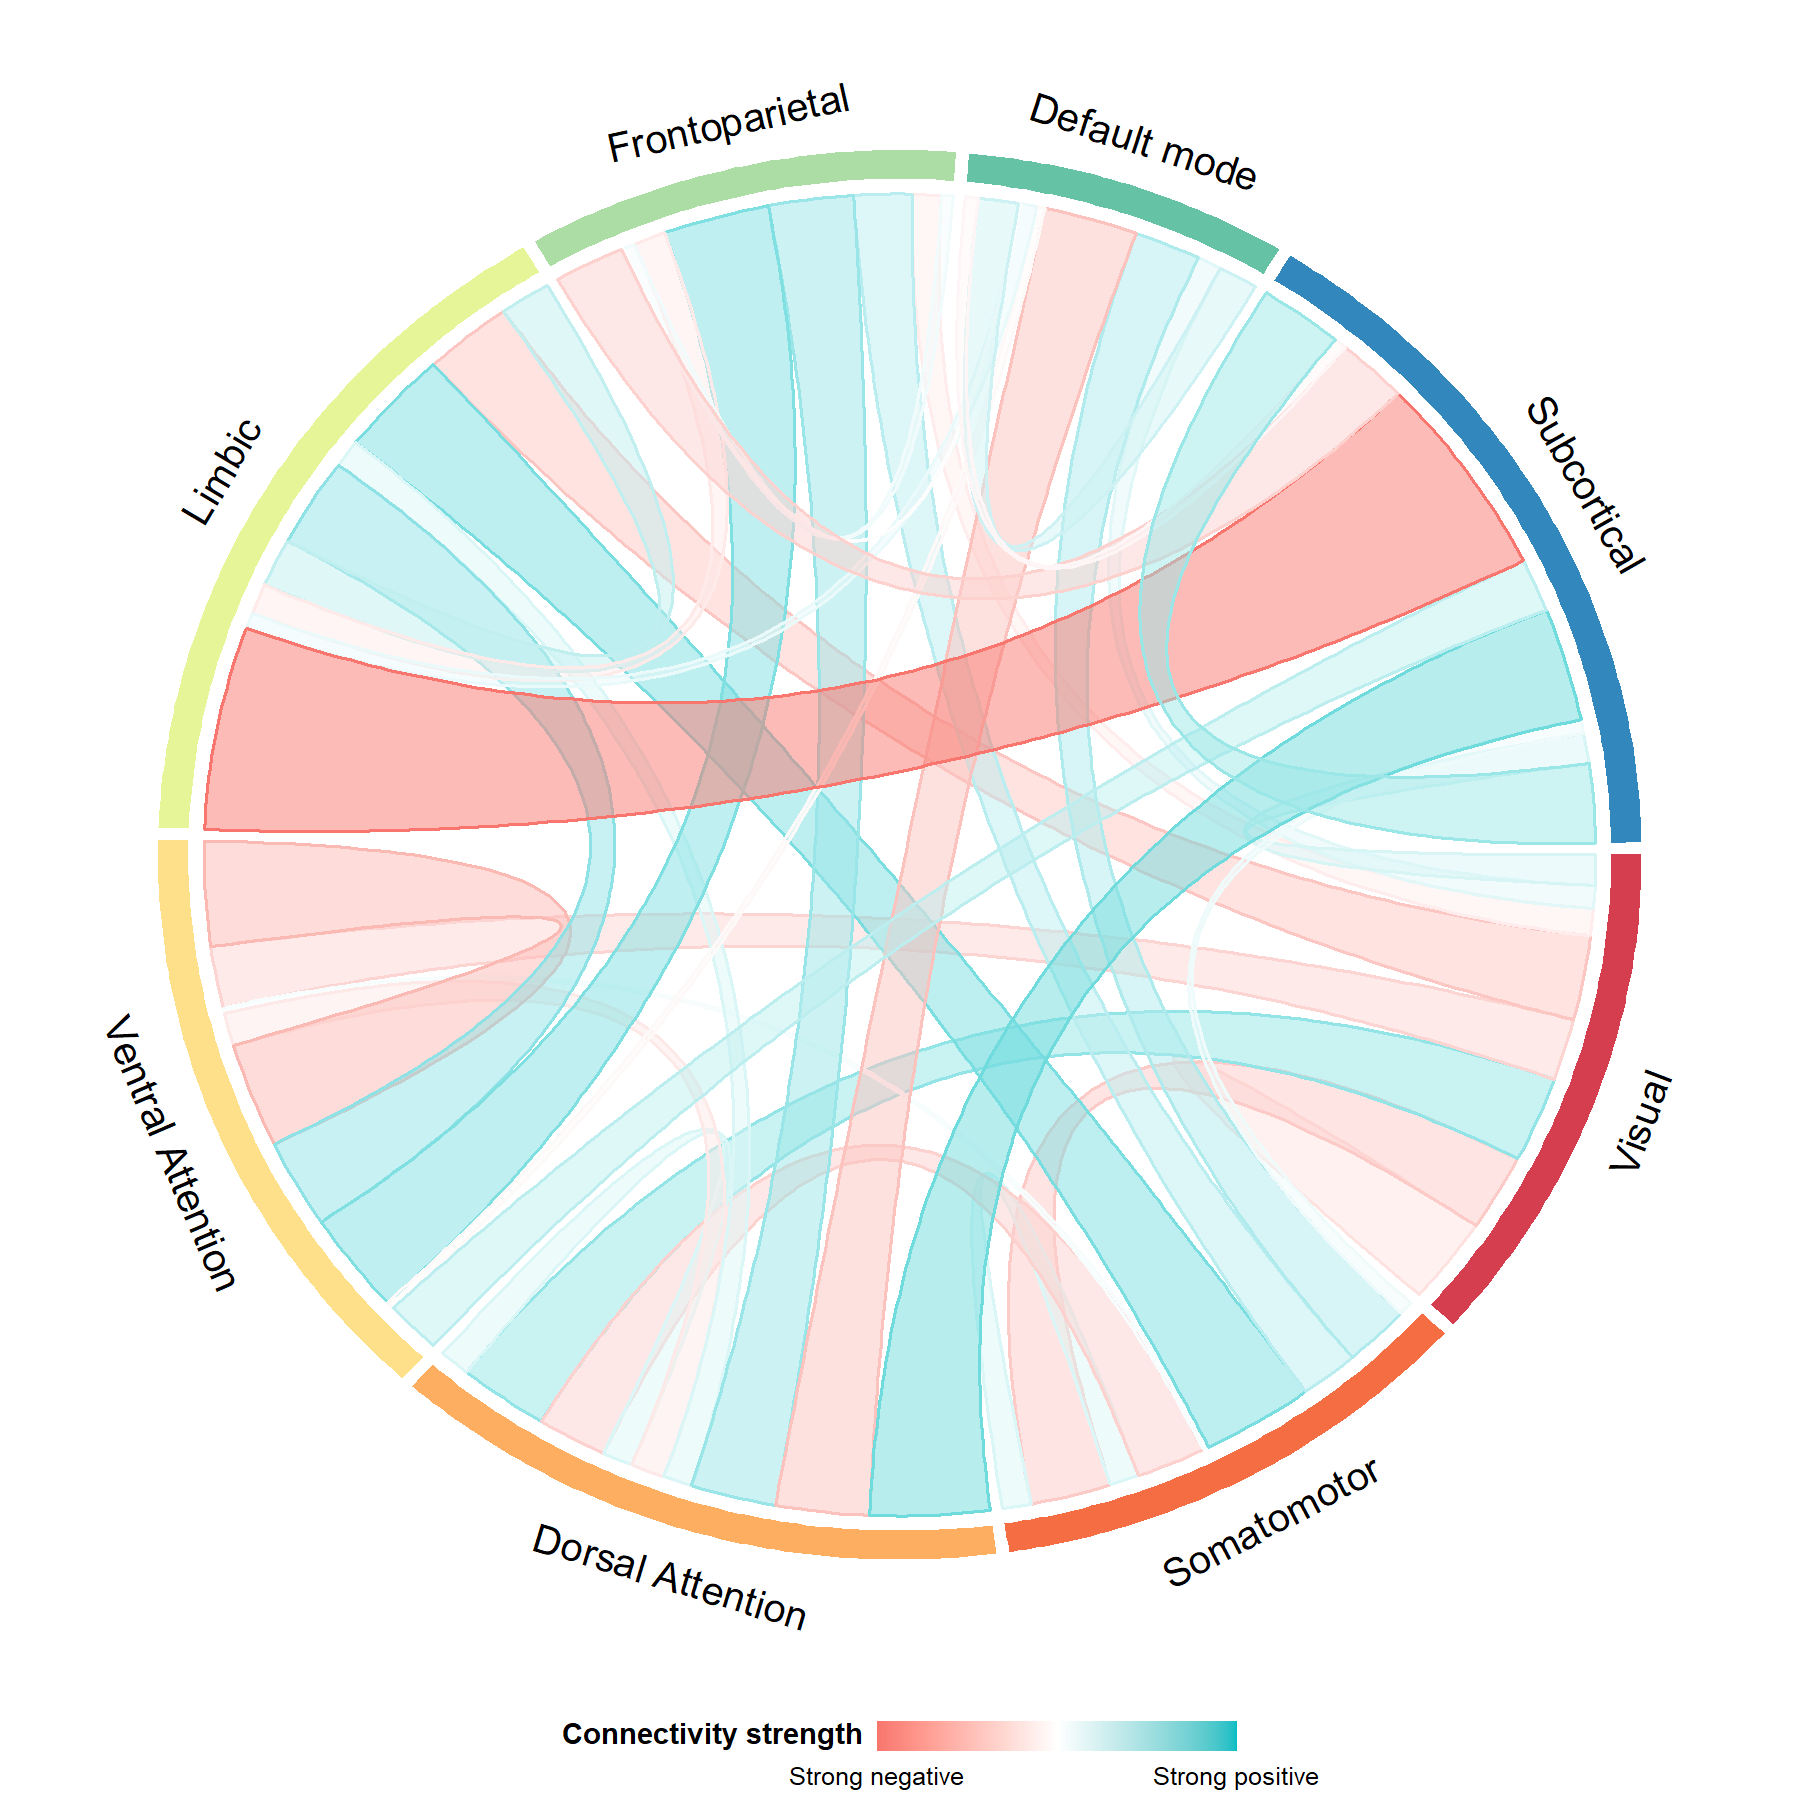 Frontoparietal
Default mode
Limbic
Subcortical
Ventral Attention
Visual
Dorsal Attention
Somatomotor
Connectivity strength
Strong negative
Strong positive